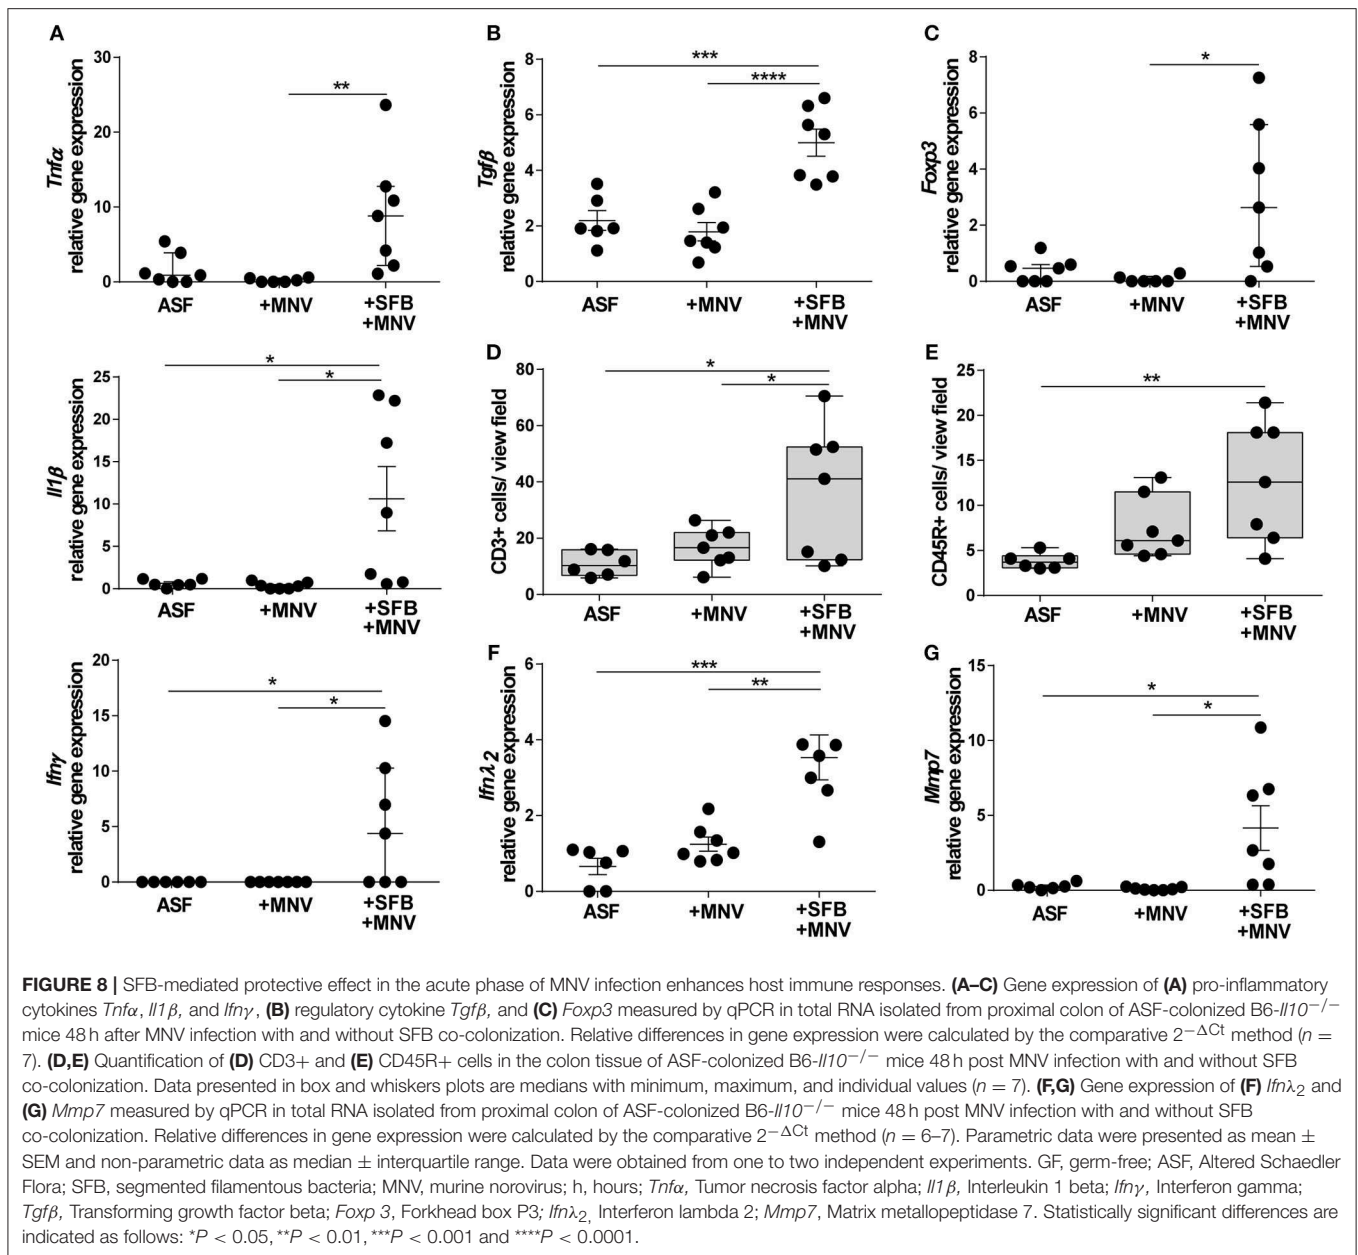 A
Tnfα
relative gene expression
30
20
10
0
**
ASF
+MNV
+SFB
+MNV
B
Tgfβ
relative gene expression
8
6
4
2
0
***
****
ASF
+MNV
+SFB
+MNV
C
Foxp3
relative gene expression
8
6
4
2
0
*
ASF
+MNV
+SFB
+MNV
Il1β
relative gene expression
25
20
15
10
5
0
*
*
ASF
+MNV
+SFB
+MNV
D
CD3+ cells/ view field
80
60
40
20
0
*
*
ASF
+MNV
+SFB
+MNV
E
CD45R+ cells/ view field
25
20
15
10
5
0
**
ASF
+MNV
+SFB
+MNV
Ifnγ
relative gene expression
20
15
10
5
0
*
*
ASF
+MNV
+SFB
+MNV
F
Ifnλ2
relative gene expression
6
4
2
0
***
**
ASF
+MNV
+SFB
+MNV
G
Mmp7
relative gene expression
15
10
5
0
*
*
ASF
+MNV
+SFB
+MNV
FIGURE 8 | SFB-mediated protective effect in the acute phase of MNV infection enhances host immune responses. (A–C) Gene expression of (A) pro-inflammatory
cytokines Tnfα, Il1β, and Ifnγ, (B) regulatory cytokine Tgfβ, and (C) Foxp3 measured by qPCR in total RNA isolated from proximal colon of ASF-colonized B6-Il10−/−
mice 48 h after MNV infection with and without SFB co-colonization. Relative differences in gene expression were calculated by the comparative 2−ΔCt method (n =
7). (D,E) Quantification of (D) CD3+ and (E) CD45R+ cells in the colon tissue of ASF-colonized B6-Il10−/− mice 48 h post MNV infection with and without SFB
co-colonization. Data presented in box and whiskers plots are medians with minimum, maximum, and individual values (n = 7). (F,G) Gene expression of (F) Ifnλ2 and
(G) Mmp7 measured by qPCR in total RNA isolated from proximal colon of ASF-colonized B6-Il10−/− mice 48 h post MNV infection with and without SFB
co-colonization. Relative differences in gene expression were calculated by the comparative 2−ΔCt method (n = 6–7). Parametric data were presented as mean ±
SEM and non-parametric data as median ± interquartile range. Data were obtained from one to two independent experiments. GF, germ-free; ASF, Altered Schaedler
Flora; SFB, segmented filamentous bacteria; MNV, murine norovirus; h, hours; Tnfα, Tumor necrosis factor alpha; Il1β, Interleukin 1 beta; Ifnγ, Interferon gamma;
Tgfβ, Transforming growth factor beta; Foxp 3, Forkhead box P3; Ifnλ2, Interferon lambda 2; Mmp7, Matrix metallopeptidase 7. Statistically significant differences are
indicated as follows: *P < 0.05, **P < 0.01, ***P < 0.001 and ****P < 0.0001.